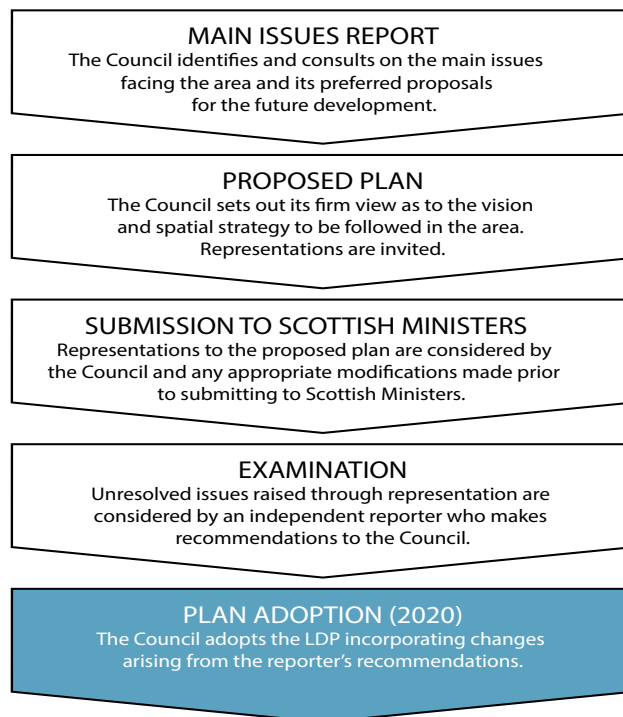 MAIN ISSUES REPORT
The Council identifies and consults on the main issues
facing the area and its preferred proposals
for the future development.
PROPOSED PLAN
The Council sets out its firm view as to the vision
and spatial strategy to be followed in the area.
Representations are invited.
SUBMISSION TO SCOTTISH MINISTERS
Representations to the proposed plan are considered by
the Council and any appropriate modifications made prior
to submitting to Scottish Ministers.
EXAMINATION
Unresolved issues raised through representation are
considered by an independent reporter who makes
recommendations to the Council.
PLAN ADOPTION (2020)
The Council adopts the LDP incorporating changes
arising from the reporter's recommendations.